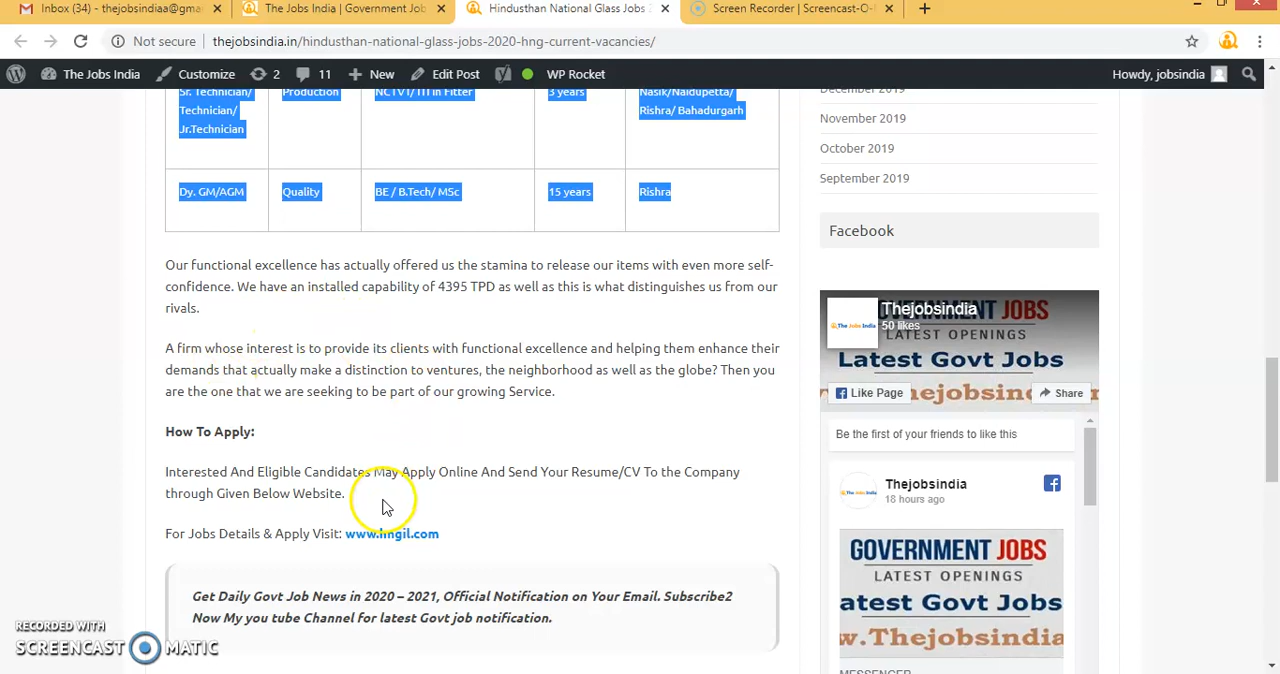 Inbox (34) - thejobsindiaa@gma
The Jobs India | Government Job
Hindusthan National Glass Jobs 2
Screen Recorder | Screencast-O-
Not secure
thejobsindia.in/hindusthan-national-glass-jobs-2020-hng-current-vacancies/
The Jobs India
Customize
2
11
New
Edit Post
WP Rocket
Howdy, jobsindia
Sr. Technician/ Production NCTVT/ ITI in Fitter 3 years Nasik/Naidupetta/
Technician/ Rishra/ Bahadurgarh
Jr.Technician
Dy. GM/AGM Quality BE / B.Tech/ MSc 15 years Rishra
Our functional excellence has actually offered us the stamina to release our items with even more self-
confidence. We have an installed capability of 4395 TPD as well as this is what distinguishes us from our
rivals.
A firm whose interest is to provide its clients with functional excellence and helping them enhance their
demands that actually make a distinction to ventures, the neighborhood as well as the globe? Then you
are the one that we are seeking to be part of our growing Service.
How To Apply:
Interested And Eligible Candidates May Apply Online And Send Your Resume/CV To the Company
through Given Below Website.
For Jobs Details & Apply Visit:
Get Daily Govt Job News in 2020 – 2021, Official Notification on Your Email. Subscribe2
Now My you tube Channel for latest Govt job notification.
RECORDED WITH
SCREENCAST MATIC
December 2019
November 2019
October 2019
September 2019
Facebook
GOVERNMENT JOBS
Thejobsindia
50 likes
LATEST OPENINGS
Latest Govt Jobs
Like Page
Share
Be the first of your friends to like this
Thejobsindia
18 hours ago
GOVERNMENT JOBS
LATEST OPENINGS
atest Govt Jobs
w.Thejobsindia
MESSENGER